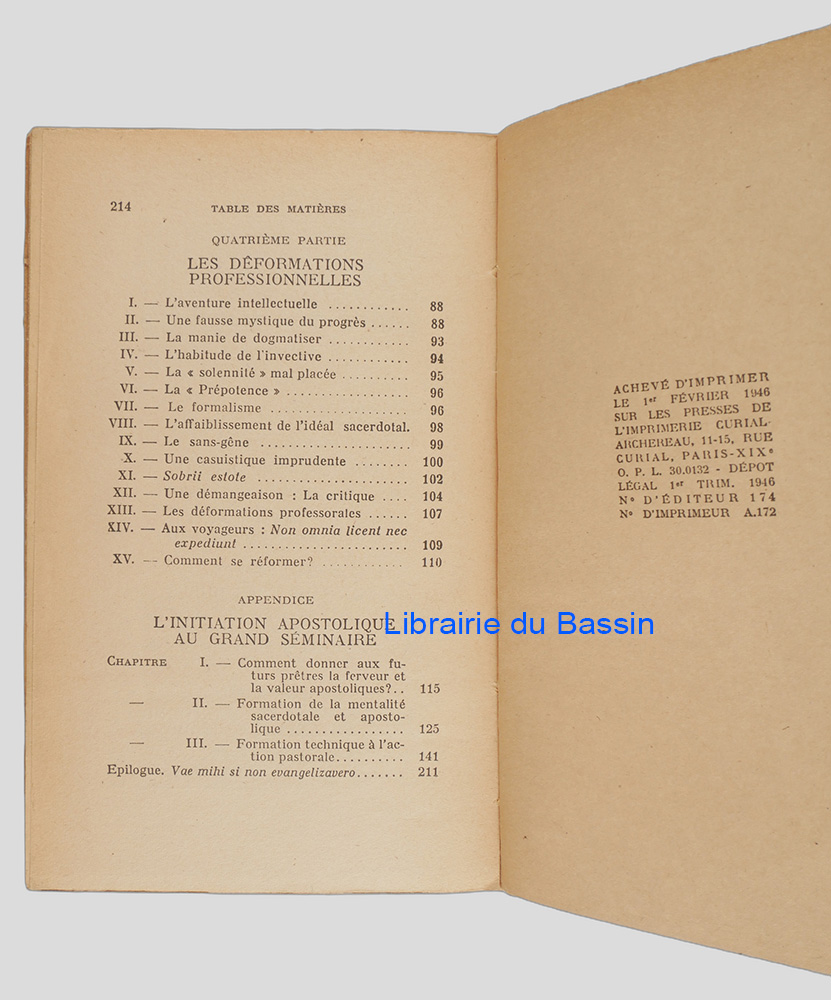 214 TABLE DES MATIÈRES
QUATRIÈME PARTIE
LES DÉFORMATIONS
PROFESSIONNELLES
I. — L'aventure intellectuelle ............ 88
II. — Une fausse mystique du progrès ...... 88
III. — La manie de dogmatiser ............ 93
IV. — L'habitude de l'invective ............ 94
V. — La « solennité » mal placée .......... 95
VI. — La « Prépotence » .................. 96
VII. — Le formalisme .................... 96
VIII. — L'affaiblissement de l'idéal sacerdotal. 98
IX. — Le sans-gêne ...................... 99
X. — Une casuistique imprudente ........ 100
XI. — Sobrii estote ...................... 102
XII. — Une démangeaison : La critique .... 104
XIII. — Les déformations professorales ...... 107
XIV. — Aux voyageurs : Non omnia licent nec
expediunt ........................ 109
XV. — Comment se réformer? ............ 110
APPENDICE
L'INITIATION APOSTOLIQUE
AU GRAND SÉMINAIRE
CHAPITRE I. — Comment donner aux fu-
turs prêtres la ferveur et
la valeur apostoliques?.. 115
— II. — Formation de la mentalité
sacerdotale et aposto-
lique ................. 125
— III. — Formation technique à l'ac-
tion pastorale.......... 141
Epilogue. Vae mihi si non evangelizavero....... 211
ACHEVÉ D'IMPRIMER
LE 1er FÉVRIER 1946
SUR LES PRESSES DE
L'IMPRIMERIE CURIAL-
ARCHEREAU, 11-15, RUE
CURIAL, PARIS-XIXe
O. P. L. 30.0132 - DÉPOT
LÉGAL 1er TRIM. 1946
No D'ÉDITEUR 174
No D'IMPRIMEUR A.172
Librairie du Bassin